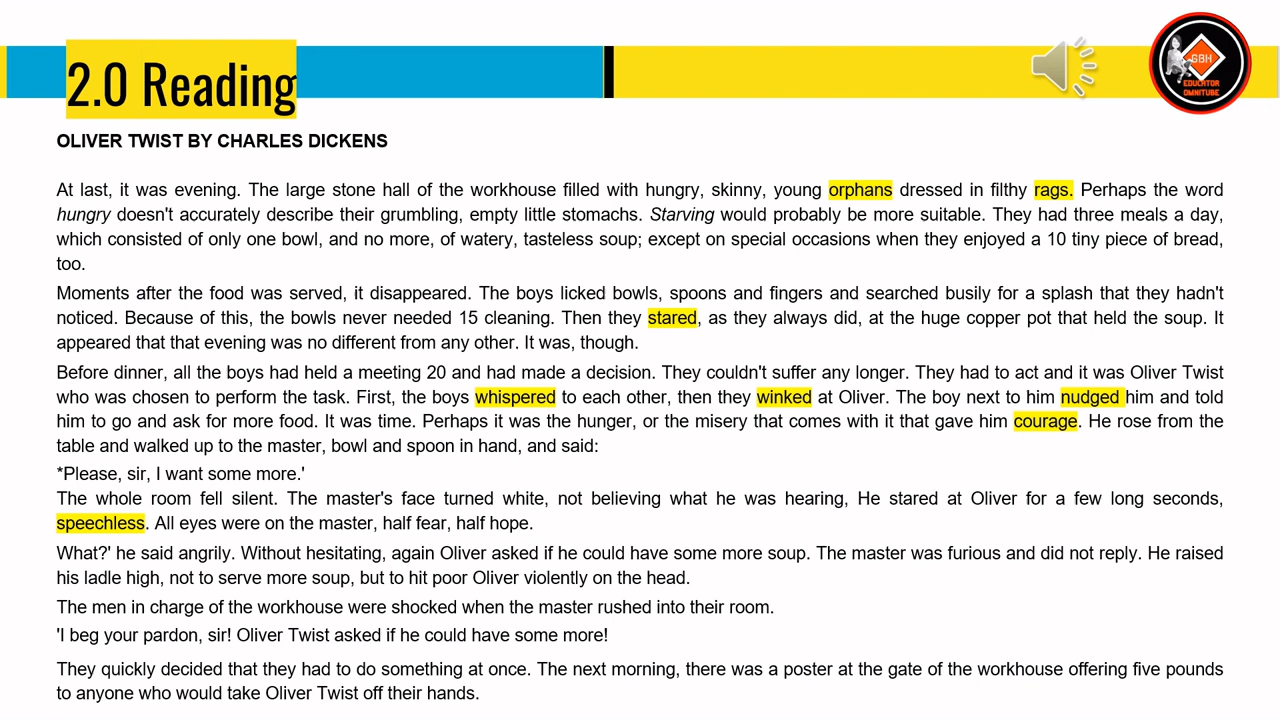 2.0 Reading
GBH
EDUCATOR
OMNITUBE
OLIVER TWIST BY CHARLES DICKENS
At last, it was evening. The large stone hall of the workhouse filled with hungry, skinny, young orphans dressed in filthy rags. Perhaps the word
hungry doesn't accurately describe their grumbling, empty little stomachs. Starving would probably be more suitable. They had three meals a day,
which consisted of only one bowl, and no more, of watery, tasteless soup; except on special occasions when they enjoyed a 10 tiny piece of bread,
too.
Moments after the food was served, it disappeared. The boys licked bowls, spoons and fingers and searched busily for a splash that they hadn't
noticed. Because of this, the bowls never needed 15 cleaning. Then they stared, as they always did, at the huge copper pot that held the soup. It
appeared that that evening was no different from any other. It was, though.
Before dinner, all the boys had held a meeting 20 and had made a decision. They couldn't suffer any longer. They had to act and it was Oliver Twist
who was chosen to perform the task. First, the boys whispered to each other, then they winked at Oliver. The boy next to him nudged him and told
him to go and ask for more food. It was time. Perhaps it was the hunger, or the misery that comes with it that gave him courage. He rose from the
table and walked up to the master, bowl and spoon in hand, and said:
*Please, sir, I want some more.'
The whole room fell silent. The master's face turned white, not believing what he was hearing, He stared at Oliver for a few long seconds,
speechless. All eyes were on the master, half fear, half hope.
What?' he said angrily. Without hesitating, again Oliver asked if he could have some more soup. The master was furious and did not reply. He raised
his ladle high, not to serve more soup, but to hit poor Oliver violently on the head.
The men in charge of the workhouse were shocked when the master rushed into their room.
'I beg your pardon, sir! Oliver Twist asked if he could have some more!
They quickly decided that they had to do something at once. The next morning, there was a poster at the gate of the workhouse offering five pounds
to anyone who would take Oliver Twist off their hands.